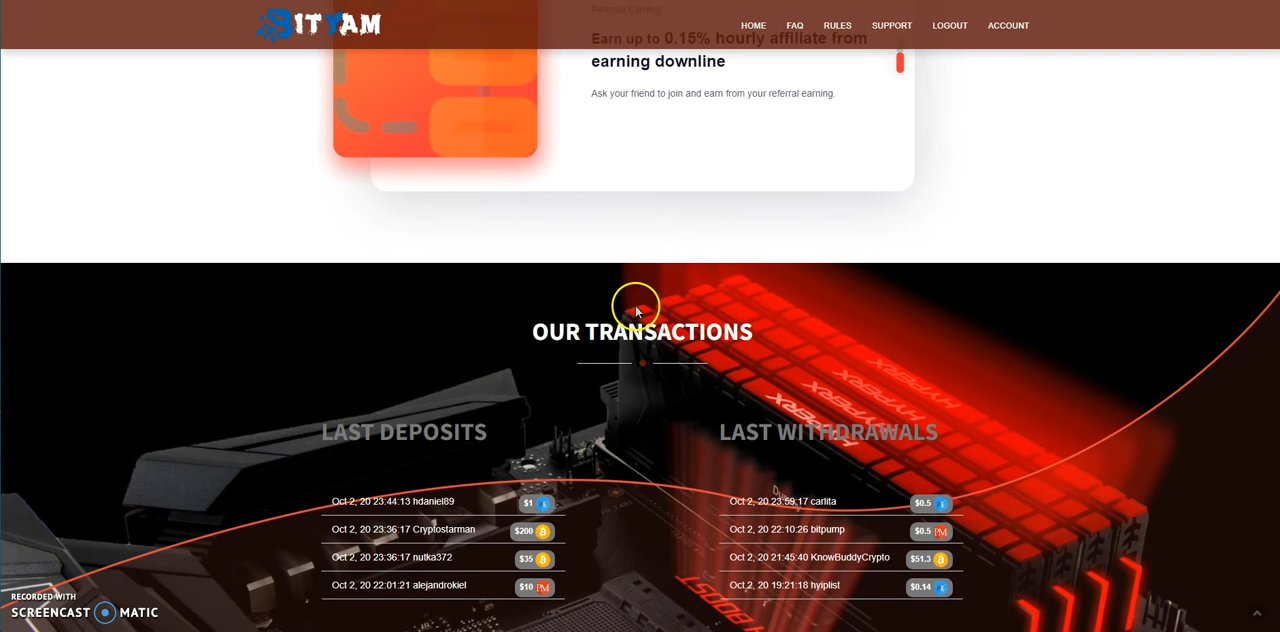 BITYAM
HOME FAQ RULES SUPPORT LOGOUT ACCOUNT
Referral Earning
Earn up to 0.15% hourly affiliate from
earning downline
Ask your friend to join and earn from your referral earning.
OUR TRANSACTIONS
LAST DEPOSITS
Oct 2, 20 23:44:13 hdaniel89 $1
Oct 2, 20 23:36:17 Cryptostarman $200
Oct 2, 20 23:36:17 nutka372 $35
Oct 2, 20 22:01:21 alejandrokiel $10 PM
LAST WITHDRAWALS
Oct 2, 20 23:59:17 carlita $0.5
Oct 2, 20 22:10:26 bitpump $0.5 PM
Oct 2, 20 21:45:40 KnowBuddyCrypto $51.3
Oct 2, 20 19:21:18 hyiplist $0.14
HYPERX
HYPERX
HYPERX
HYPERX
RECORDED WITH
SCREENCAST MATIC